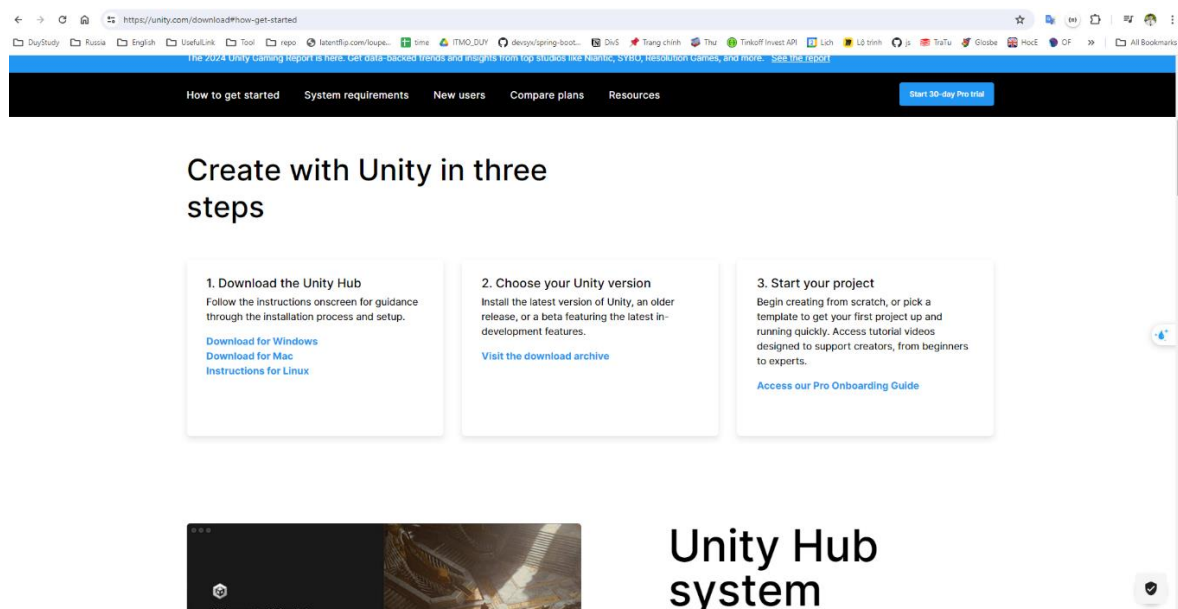 https://unity.com/download#how-get-started
DuyStudy Russia English UsefulLink Tool repo latentflip.com/loupe... time ITMO_DUY devsyx/spring-boot... Div5 Trang chính Thu Tinkoff Invest API Lich Lộ trình js TraTu Glosbe HocE OF » All Bookmarks
The 2024 Unity Gaming Report is here. Get data-backed trends and insights from top studios like Niantic, SYBO, Resolution Games, and more. See the report
How to get started System requirements New users Compare plans Resources Start 30-day Pro trial
Create with Unity in three
steps
1. Download the Unity Hub
Follow the instructions onscreen for guidance
through the installation process and setup.
Download for Windows
Download for Mac
Instructions for Linux
2. Choose your Unity version
Install the latest version of Unity, an older
release, or a beta featuring the latest in-
development features.
Visit the download archive
3. Start your project
Begin creating from scratch, or pick a
template to get your first project up and
running quickly. Access tutorial videos
designed to support creators, from beginners
to experts.
Access our Pro Onboarding Guide
Unity Hub
system